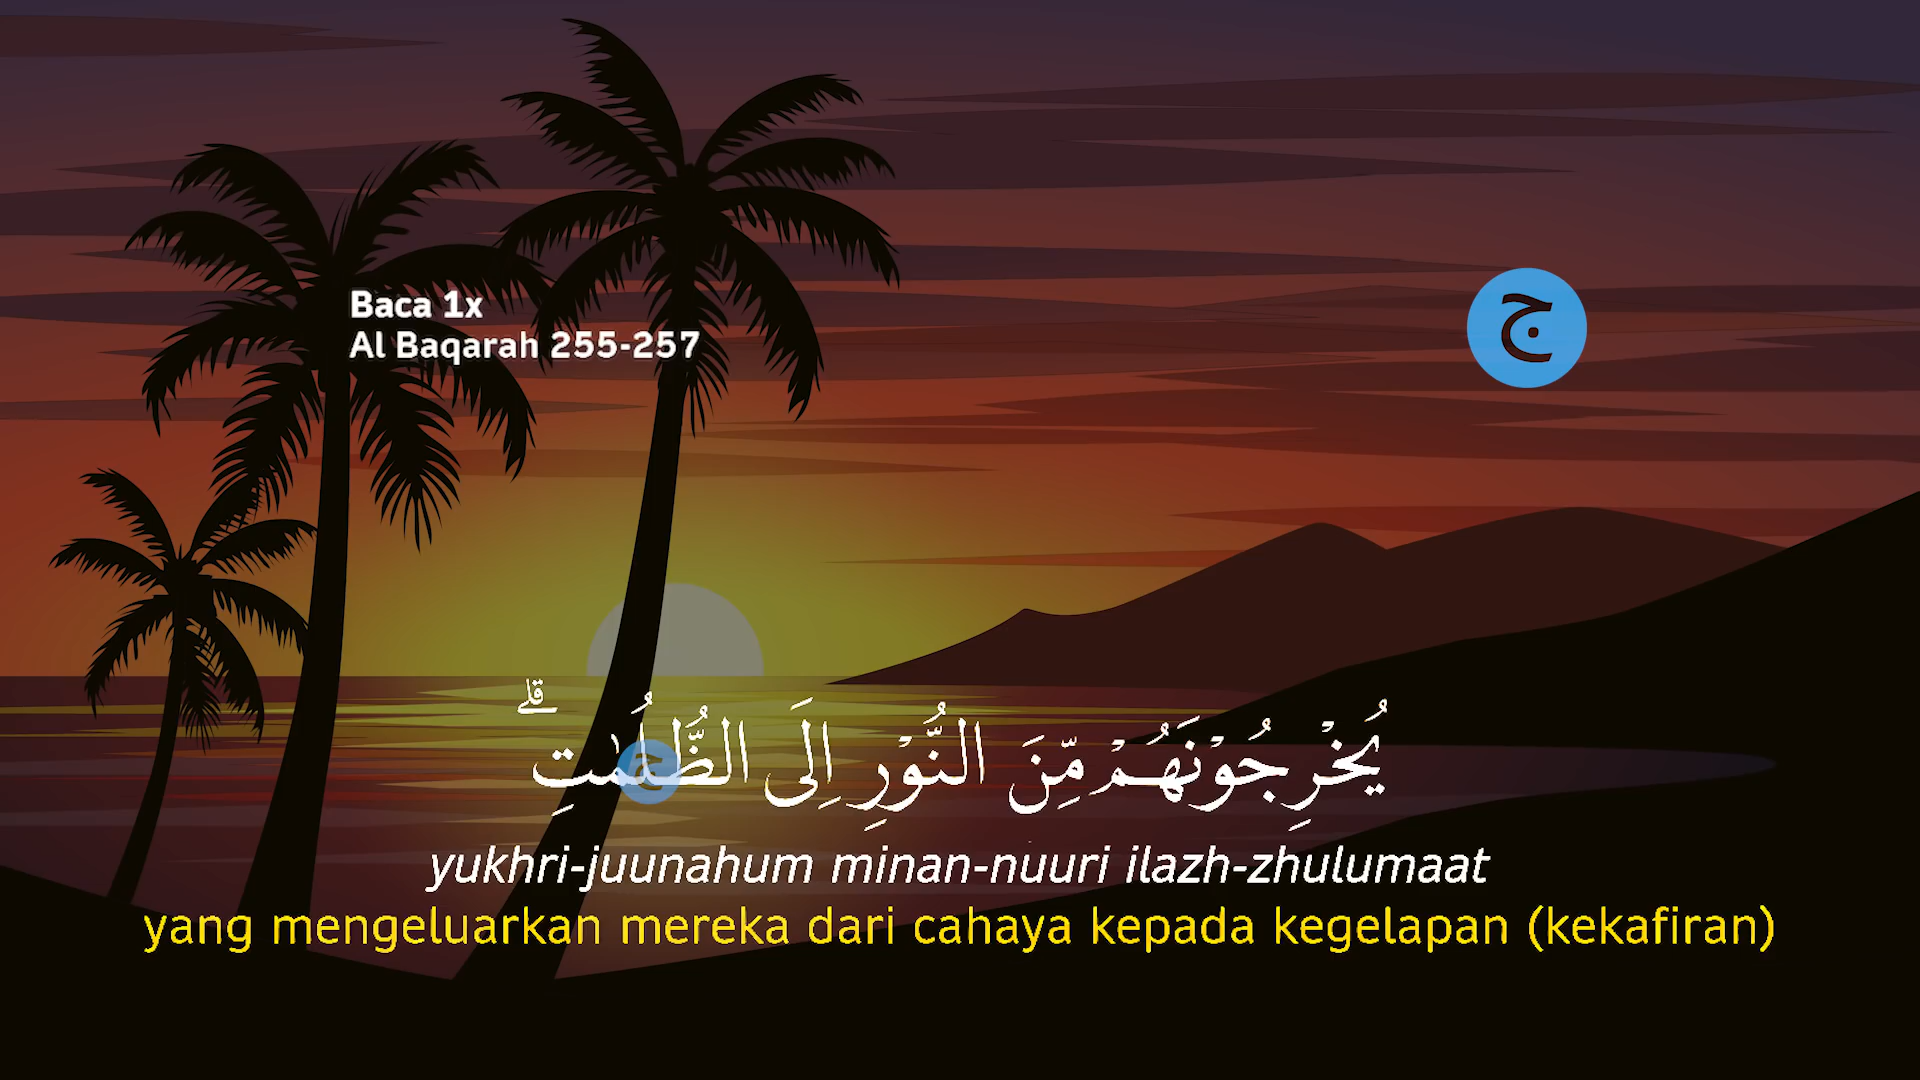 Baca 1x
Al Baqarah 255-257
ج
يُخْرِجُوْنَهُمْ مِّنَ النُّوْرِ اِلَى الظُّلُمٰتِۗ
yukhri-juunahum minan-nuuri ilazh-zhulumaat
yang mengeluarkan mereka dari cahaya kepada kegelapan (kekafiran)